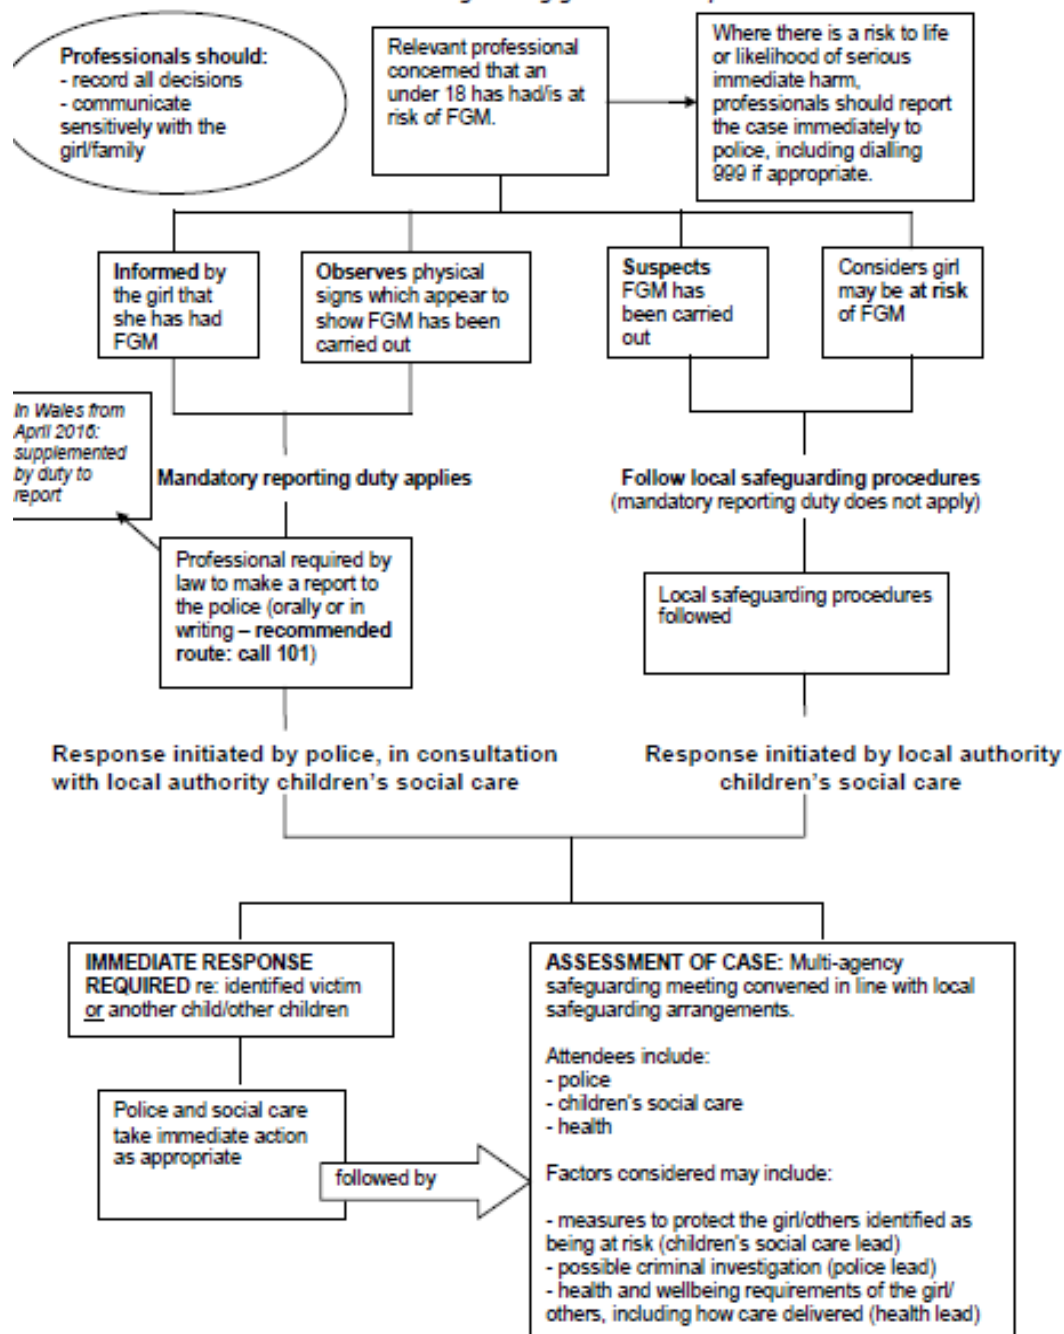 Professionals should:
- record all decisions
- communicate
sensitively with the
girl/family
Relevant professional
concerned that an
under 18 has had/is at
risk of FGM.
Where there is a risk to life
or likelihood of serious
immediate harm,
professionals should report
the case immediately to
police, including dialling
999 if appropriate.
Informed by
the girl that
she has had
FGM
Observes physical
signs which appear to
show FGM has been
carried out
Suspects
FGM has
been carried
out
Considers girl
may be at risk
of FGM
In Wales from
April 2016:
supplemented
by duty to
report
Mandatory reporting duty applies
Follow local safeguarding procedures
(mandatory reporting duty does not apply)
Professional required by
law to make a report to
the police (orally or in
writing – recommended
route: call 101)
Local safeguarding procedures
followed
Response initiated by police, in consultation
with local authority children's social care
Response initiated by local authority
children's social care
IMMEDIATE RESPONSE
REQUIRED re: identified victim
or another child/other children
Police and social care
take immediate action
as appropriate
followed by
ASSESSMENT OF CASE: Multi-agency
safeguarding meeting convened in line with local
safeguarding arrangements.
Attendees include:
- police
- children's social care
- health
Factors considered may include:
- measures to protect the girl/others identified as
being at risk (children's social care lead)
- possible criminal investigation (police lead)
- health and wellbeing requirements of the girl/
others, including how care delivered (health lead)